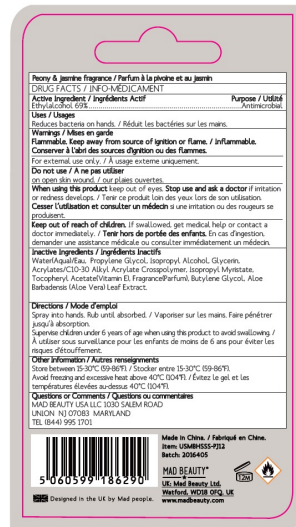 Peony & Jasmine fragrance / Parfum à la pivoine et au jasmin
DRUG FACTS / INFO-MÉDICAMENT
Active Ingredient / Ingrédients Actif Purpose / Utilité
Ethylalcohol 69%......Antimicrobial
Uses / Usages
Reduces bacteria on hands. / Réduit les bactéries sur les mains.
Warnings / Mises en garde
Flammable. Keep away from source of ignition or flame. / Inflammable.
Conserver à l'abri des sources d'ignition ou des flammes.
For external use only. / À usage externe uniquement.
Do not use / A ne pas utiliser
on open skin wound. / our plaies ouvertes.
When using this product keep out of eyes. Stop use and ask a doctor if irritation
or redness develops. / Tenir ce produit loin des yeux lors de son utilisation.
Cesser l'utilisation et consulter un médecin si une irritation ou des rougeurs se
produisent.
Keep out of reach of children. If swallowed, get medical help or contact a
doctor immediately. / Tenir hors de portée des enfants. En cas d'ingestion,
demander une assistance médicale ou consulter immédiatement un médecin.
Inactive Ingredients / Ingrédients Inactifs
Water(Aqua)/Eau, Propylene Glycol, Isopropyl Alcohol, Glycerin,
Acrylates/C10-30 Alkyl Acrylate Crosspolymer, Isopropyl Myristate,
Tocopheryl Acetate(Vitamin E), Fragrance(Parfum), Butylene Glycol. Aloe
Barbadensis (Aloe Vera) Leaf Extract.
Directions / Mode d'emploi
Spray into hands. Rub until absorbed. / Vaporiser sur les mains. Faire pénétrer
jusqu'à absorption.
Supervise children under 6 years of age when using this product to avoid swallowing. /
À utiliser sous surveillance pour les enfants de moins de 6 ans pour éviter les
risques d'étouffement.
Other Information / Autres renseignments
Store between 15-30°C (59-86°F). / Stocker entre 15-30°C (59-86°F).
Avoid freezing and excessive heat above 40°C (104°F). / Évitez le gel et les
températures élevées au-dessus 40°C (104°F).
Questions or Comments / Questions ou commentaires
MAD BEAUTY USA LLC 1030 SALEM ROAD
UNION NJ 07083 MARYLAND
TEL (844) 995 1701
5 060599 186290
Designed in the UK by Mad people.
Made in China. / Fabriqué en Chine.
Item: USMBHSSS-PJ12
Batch: 2016405
MAD BEAUTY
UK: Mad Beauty Ltd.
Watford, WD18 0FQ, UK
www.madbeauty.com
12M